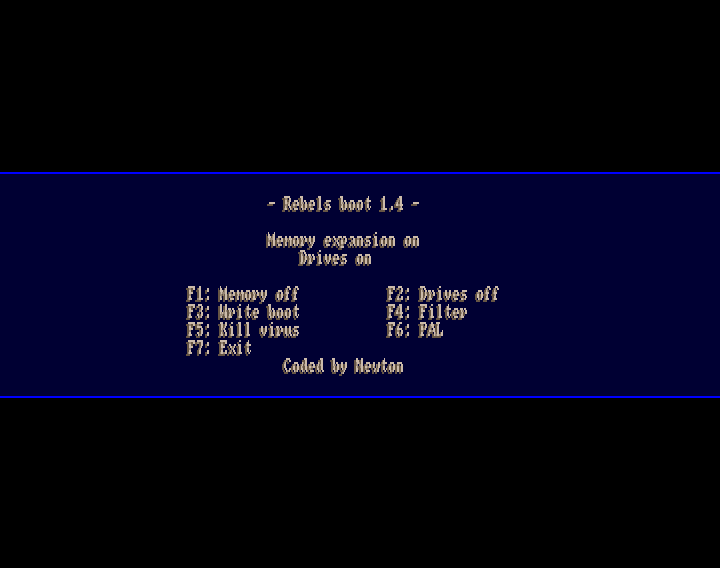 - Rebels boot 1.4 -
Memory expansion on
Drives on
F1: Memory off F2: Drives off
F3: Write boot F4: Filter
F5: Kill virus F6: PAL
F7: Exit
Coded by Newton